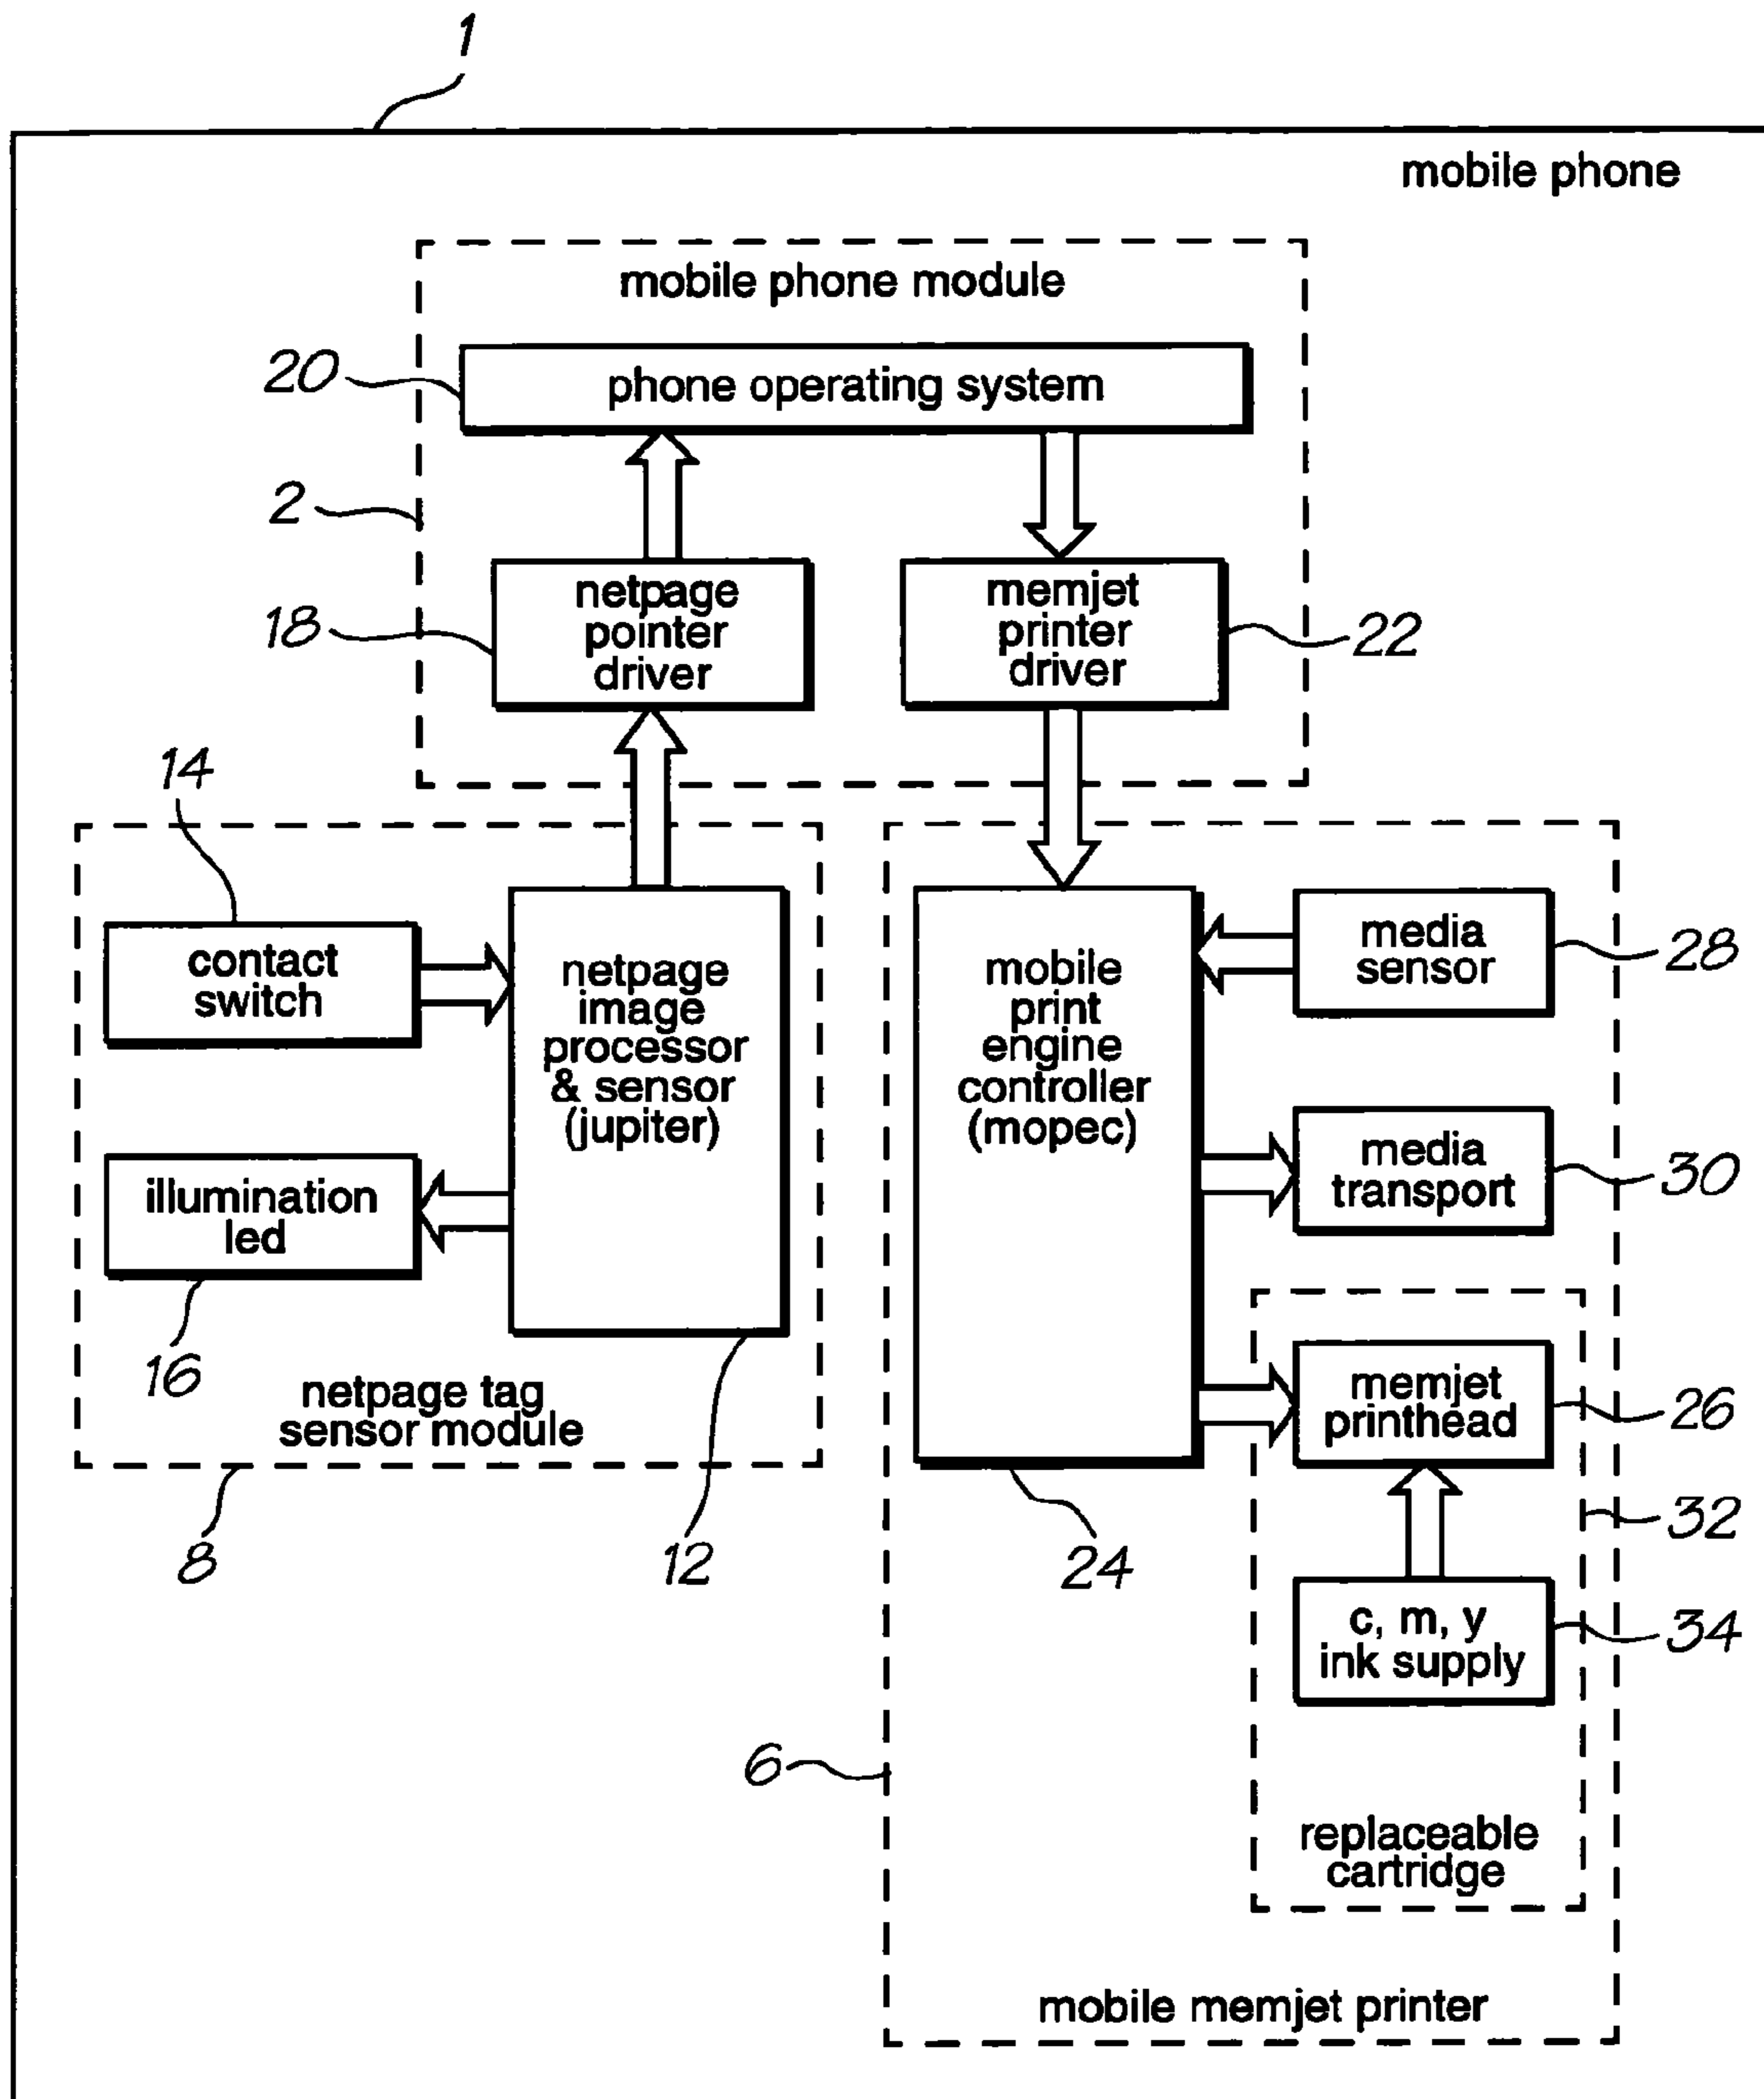 1
mobile phone
mobile phone module
20
phone operating system
2
18
netpage
pointer
driver
memjet
printer
driver
22
14
contact
switch
netpage
image
processor
& sensor
(jupiter)
illumination
led
16
netpage tag
sensor module
8
12
mobile
print
engine
controller
(mopec)
media
sensor
28
media
transport
30
memjet
printhead
26
32
24
c, m, y
ink supply
34
6
replaceable
cartridge
mobile memjet printer